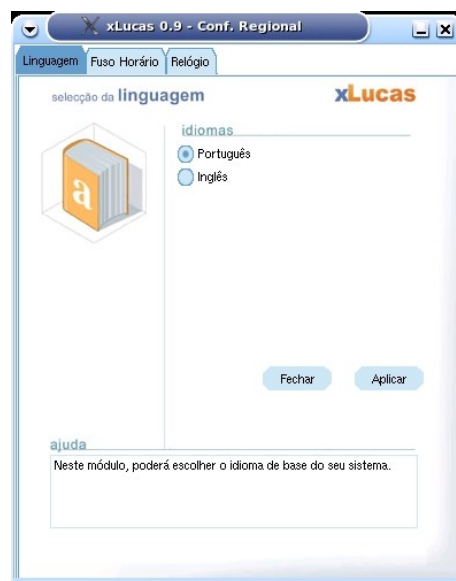 xLucas 0.9 - Conf. Regional
Linguagem Fuso Horário Relógio
selecção da linguagem xLucas
idiomas
Português
Inglês
a
Fechar Aplicar
ajuda
Neste módulo, poderá escolher o idioma de base do seu sistema.